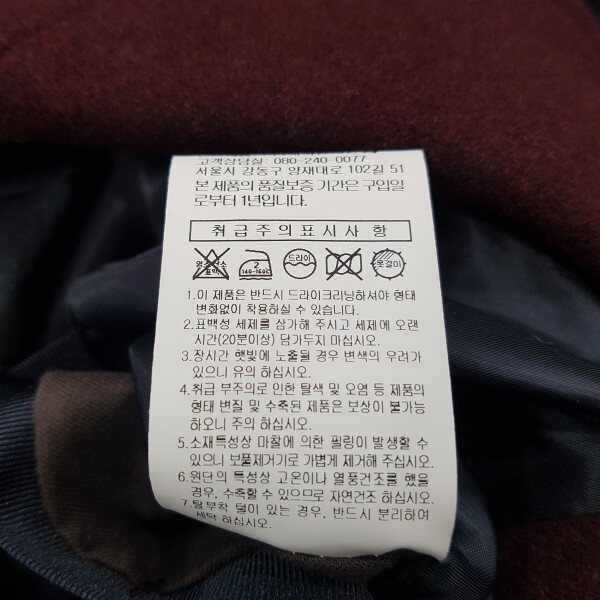 고객상담실: 080-240-0077
서울시 강동구 양재대로 102길 51
본 제품의 품질보증 기간은 구입일
로부터 1년입니다.
취급주의표시사항
염소 표백
2 140-160℃
드라이
옷걸이
1.이 제품은 반드시 드라이크리닝하셔야 형태
변화없이 착용하실 수 있습니다.
2.표백성 세제를 삼가해 주시고 세제에 오랜
시간(20분이상) 담가두지 마십시오.
3.장시간 햇빛에 노출될 경우 변색의 우려가
있으니 유의 하십시오.
4.취급 부주의로 인한 탈색 및 오염 등 제품의
형태 변질 및 수축된 제품은 보상이 불가능
하오니 주의 하십시오.
5.소재특성상 마찰에 의한 필링이 발생할 수
있으니 보풀제거기로 가볍게 제거해 주십시오.
6.원단의 특성상 고온이나 열풍건조를 했을
경우, 수축할 수 있으므로 자연건조 하십시오.
7.탈부착 털이 있는 경우, 반드시 분리하여
세탁 하십시오.